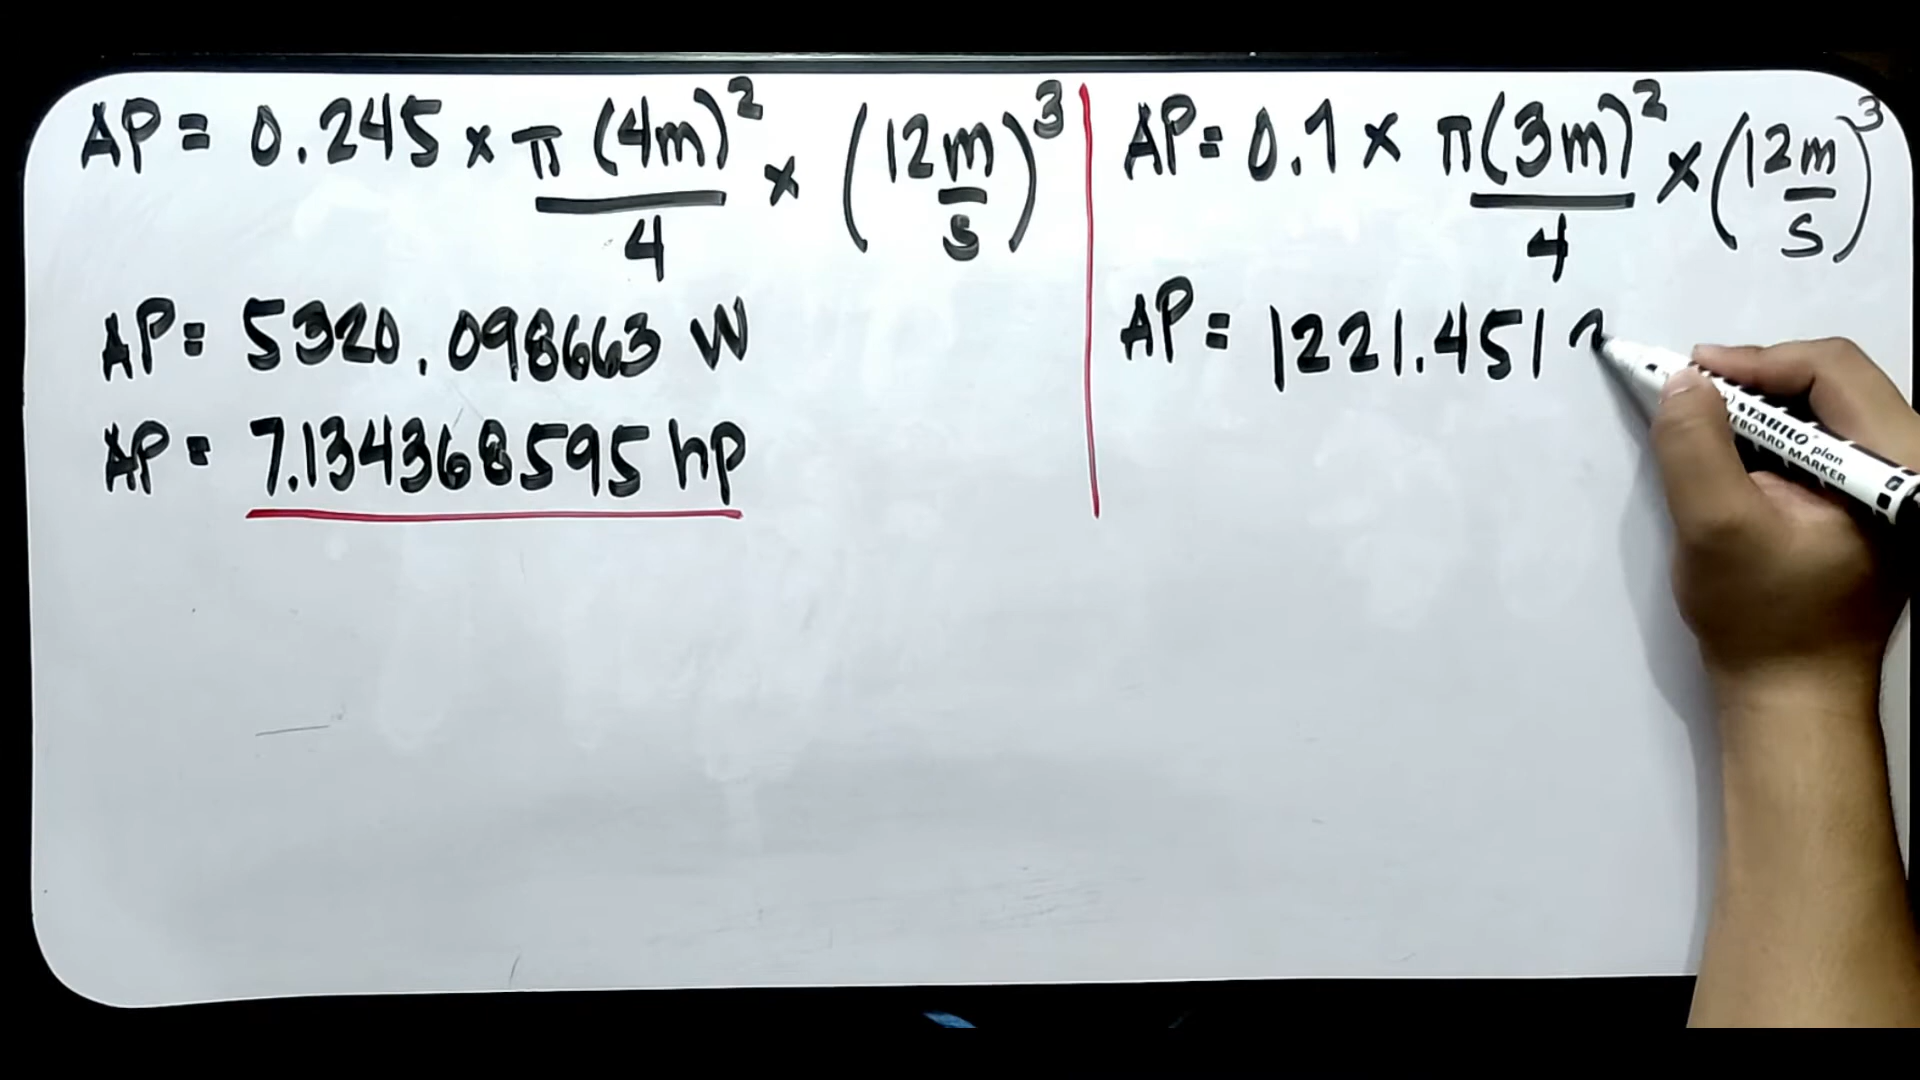 AP = 0.245 × π (4m)² / 4 × (12 m/s)³
AP = 5320.098663 W
AP = 7.134368595 hp
AP = 0.1 × π(3m)² / 4 × (12 m/s)³
AP = 1221.451
STABILO plan
WHITEBOARD MARKER